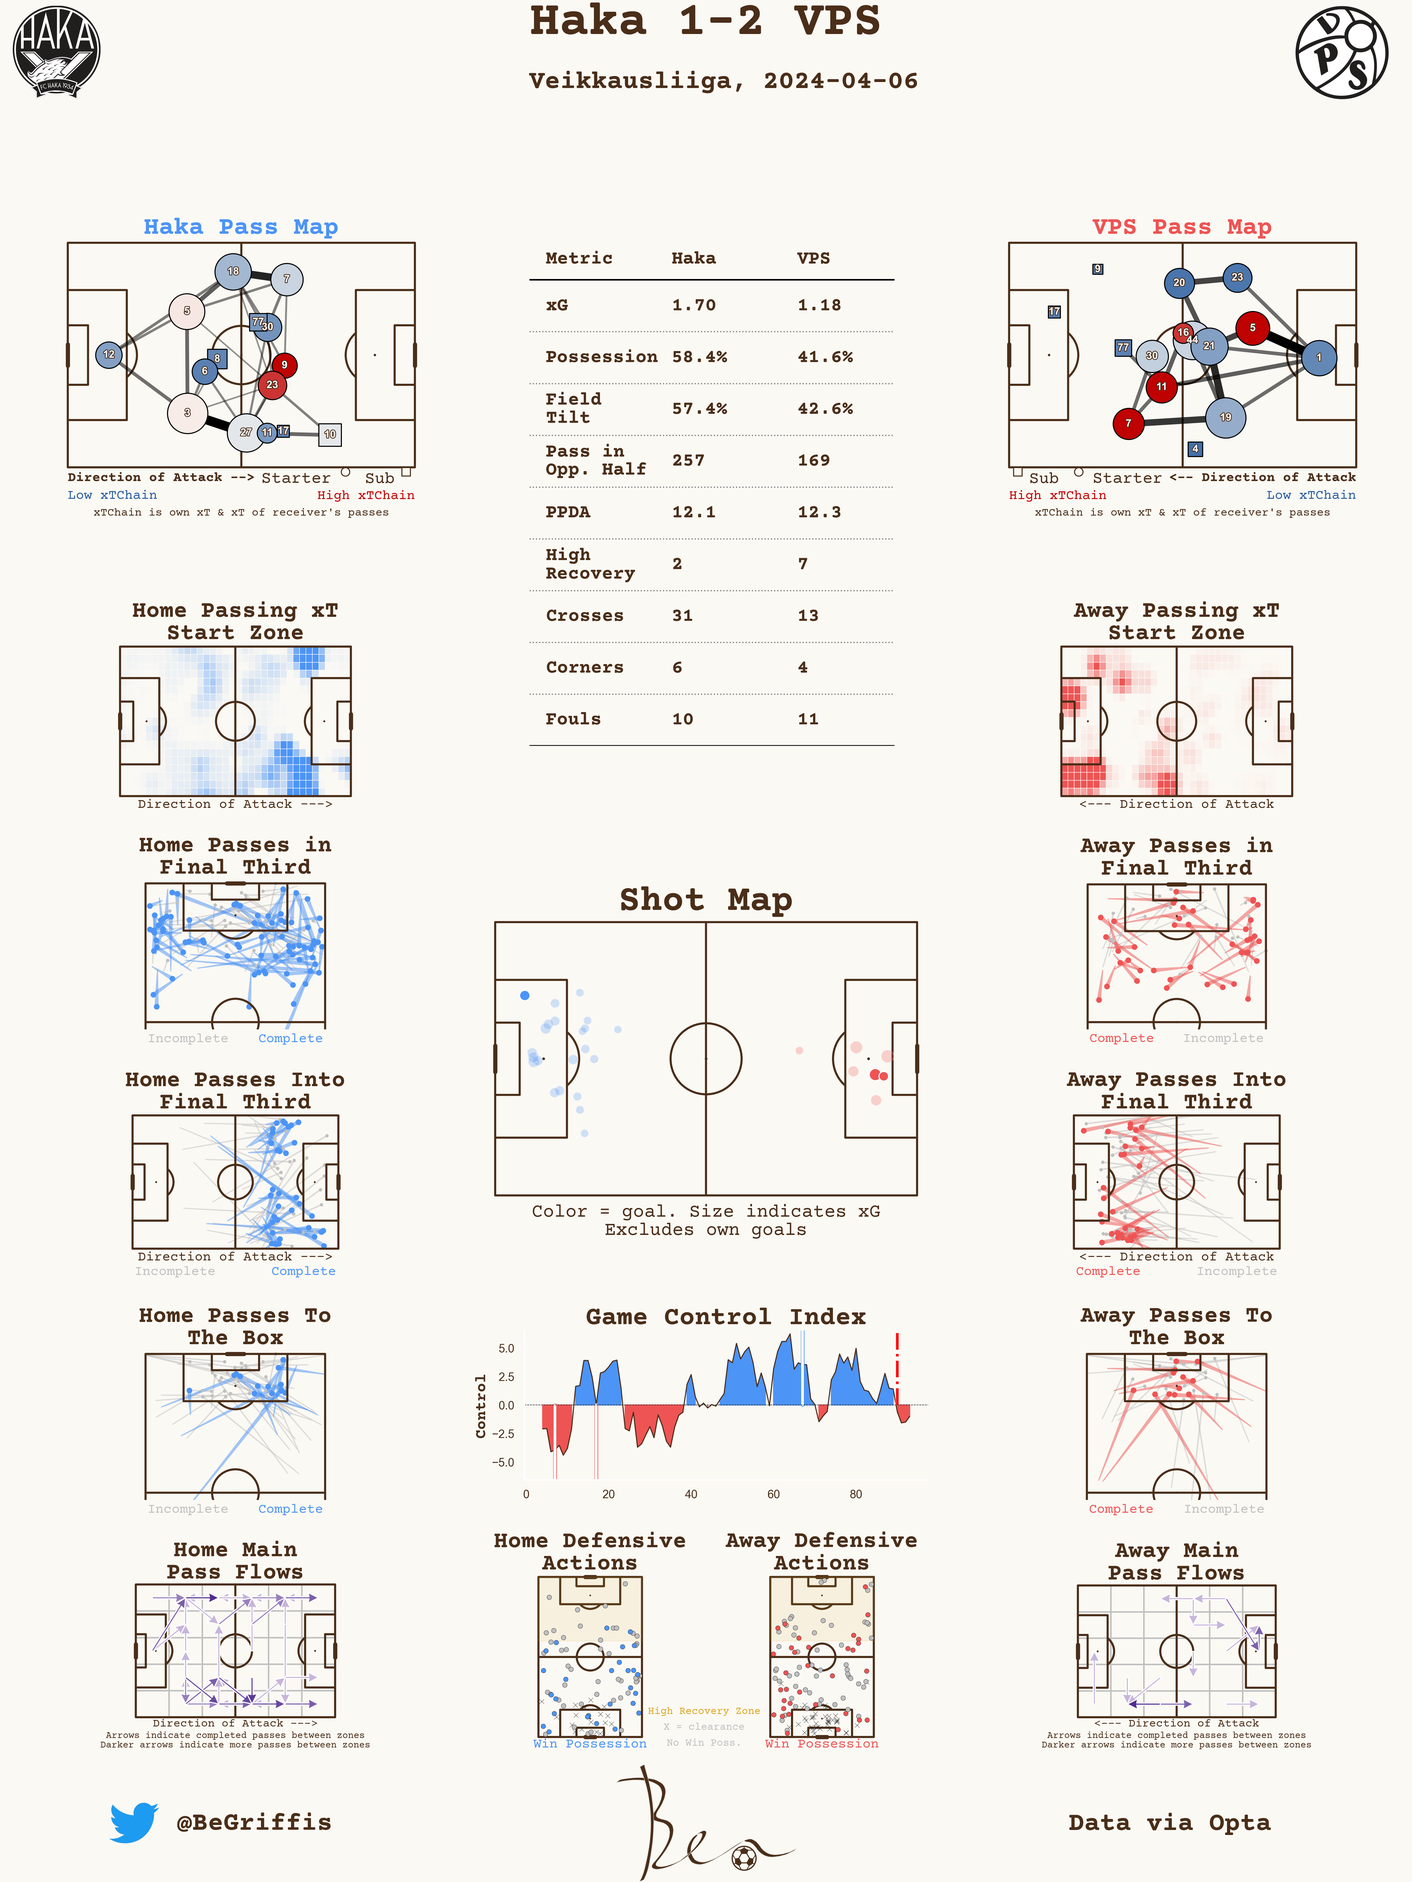 Haka 1-2 VPS
Veikkausliiga, 2024-04-06
HAKA
FC HAKA 1934
VPS
Haka Pass Map
18
7
5
77
30
12
8
6
9
23
3
27
11
17
10
Direction of Attack --> Starter Sub
Low xTChain High xTChain
xTChain is own xT & xT of receiver's passes
Metric Haka VPS
xG 1.70 1.18
Possession 58.4% 41.6%
Field
Tilt 57.4% 42.6%
Pass in
Opp. Half 257 169
PPDA 12.1 12.3
High
Recovery 2 7
Crosses 31 13
Corners 6 4
Fouls 10 11
VPS Pass Map
9
20
23
17
16
44
21
5
77
30
1
11
7
19
4
Sub Starter <-- Direction of Attack
High xTChain Low xTChain
xTChain is own xT & xT of receiver's passes
Home Passing xT
Start Zone
Direction of Attack --->
Away Passing xT
Start Zone
<--- Direction of Attack
Home Passes in
Final Third
Incomplete Complete
Away Passes in
Final Third
Complete Incomplete
Shot Map
Color = goal. Size indicates xG
Excludes own goals
Home Passes Into
Final Third
Direction of Attack --->
Incomplete Complete
Away Passes Into
Final Third
<--- Direction of Attack
Complete Incomplete
Home Passes To
The Box
Incomplete Complete
Game Control Index
Control
5.0
2.5
0.0
−2.5
−5.0
0 20 40 60 80
Away Passes To
The Box
Complete Incomplete
Home Main
Pass Flows
Direction of Attack --->
Arrows indicate completed passes between zones
Darker arrows indicate more passes between zones
Home Defensive
Actions
Win Possession
Away Defensive
Actions
Win Possession
High Recovery Zone
X = clearance
No Win Poss.
Away Main
Pass Flows
<--- Direction of Attack
Arrows indicate completed passes between zones
Darker arrows indicate more passes between zones
@BeGriffis
Ben
Data via Opta